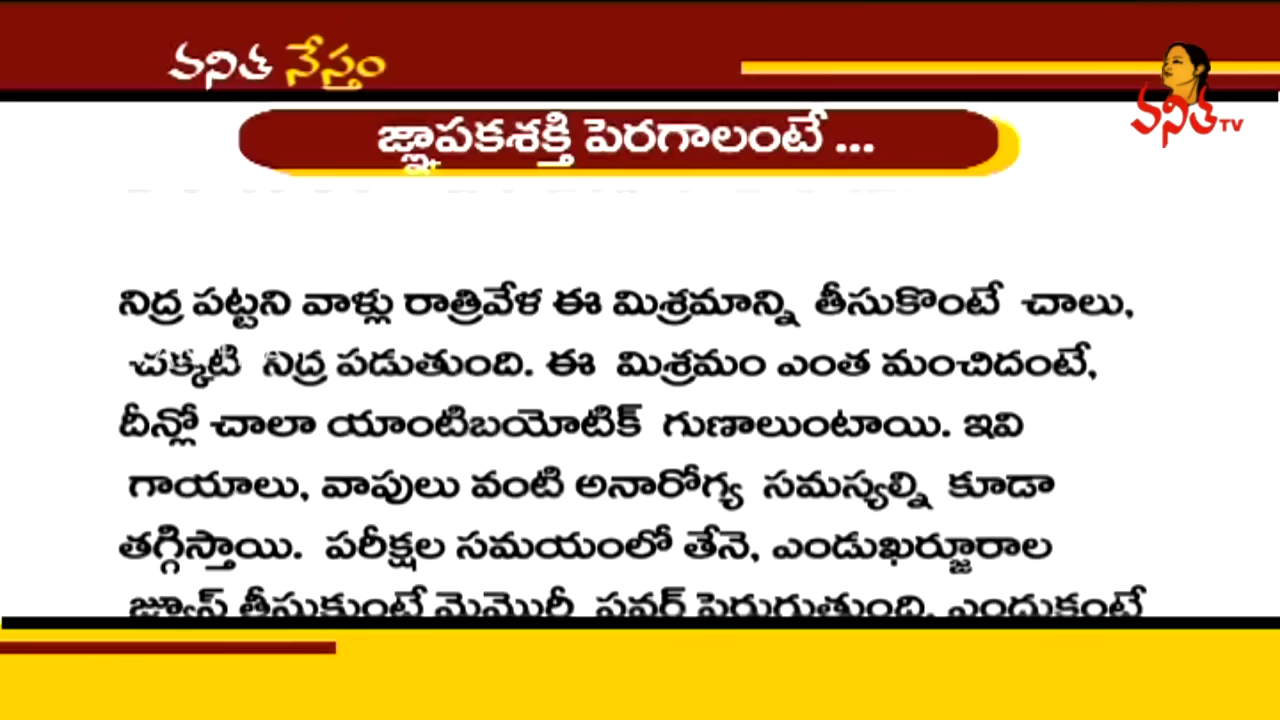 వనిత నేస్తం
వనిత TV
జ్ఞాపకశక్తి పెరగాలంటే ...
నిద్ర పట్టని వాళ్లు రాత్రివేళ ఈ మిశ్రమాన్ని తీసుకొంటే చాలు,
చక్కటి నిద్ర పడుతుంది. ఈ మిశ్రమం ఎంత మంచిదంటే,
దీన్లో చాలా యాంటిబయోటిక్ గుణాలుంటాయి. ఇవి
గాయాలు, వాపులు వంటి అనారోగ్య సమస్యల్ని కూడా
తగ్గిస్తాయి. పరీక్షల సమయంలో తేనె, ఎండుఖర్జూరాల
జ్యూస్ తీసుకుంటే మెమొరీ పవర్ పెరుగుతుంది. ఎందుకంటే